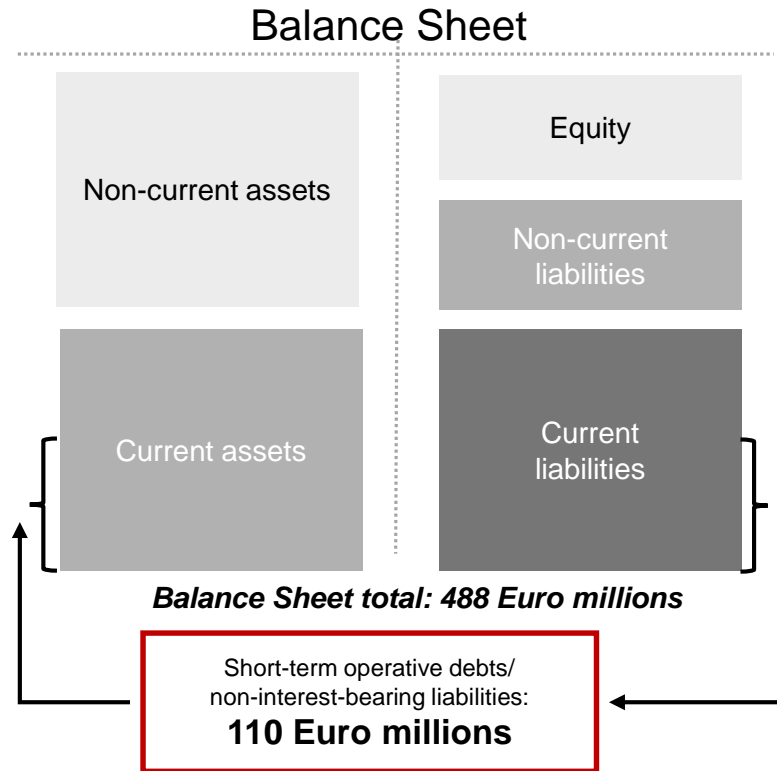 Balance Sheet
Non-current assets
Equity
Non-current
liabilities
Current assets
Current
liabilities
Balance Sheet total: 488 Euro millions
Short-term operative debts/
non-interest-bearing liabilities:
110 Euro millions